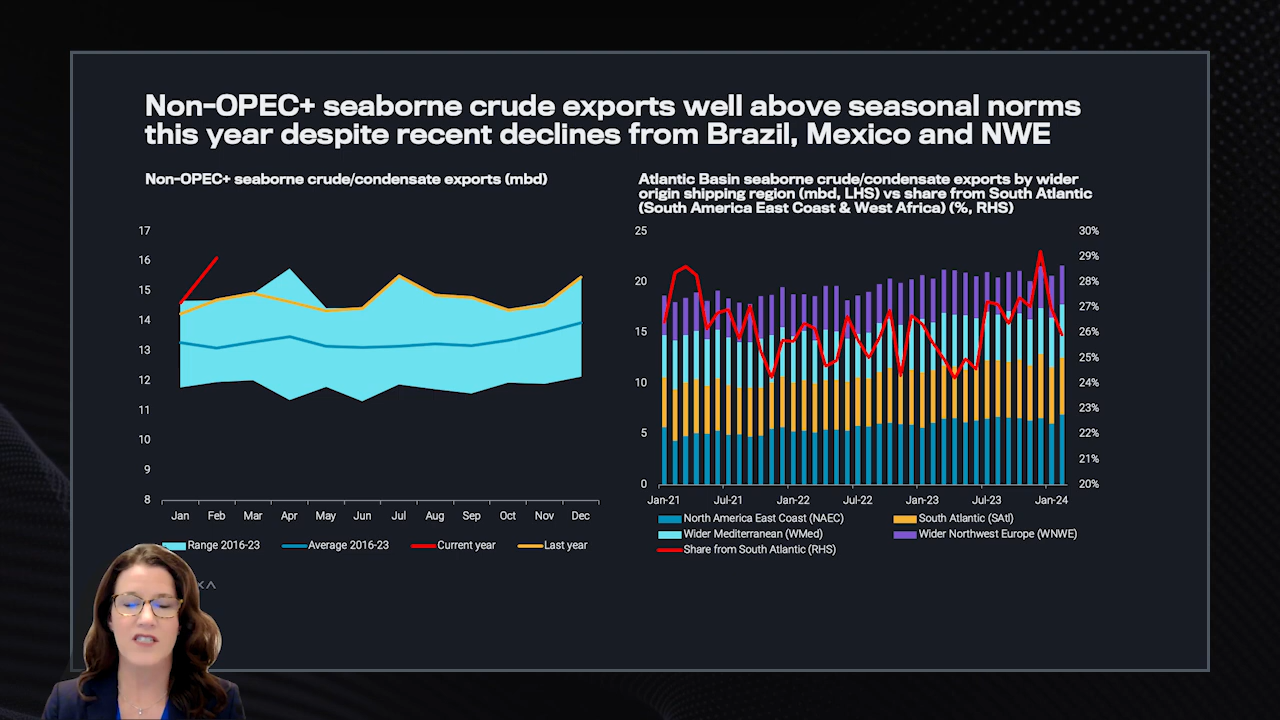 Non-OPEC+ seaborne crude exports well above seasonal norms
this year despite recent declines from Brazil, Mexico and NWE
Non-OPEC+ seaborne crude/condensate exports (mbd)
17
16
15
14
13
12
11
10
9
8
Jan Feb Mar Apr May Jun Jul Aug Sep Oct Nov Dec
Range 2016-23 Average 2016-23 Current year Last year
Atlantic Basin seaborne crude/condensate exports by wider
origin shipping region (mbd, LHS) vs share from South Atlantic
(South America East Coast & West Africa) (%, RHS)
25
20
15
10
5
0
30%
29%
28%
27%
26%
25%
24%
23%
22%
21%
20%
Jan-21 Jul-21 Jan-22 Jul-22 Jan-23 Jul-23 Jan-24
North America East Coast (NAEC) South Atlantic (SAtl)
Wider Mediterranean (WMed) Wider Northwest Europe (WNWE)
Share from South Atlantic (RHS)